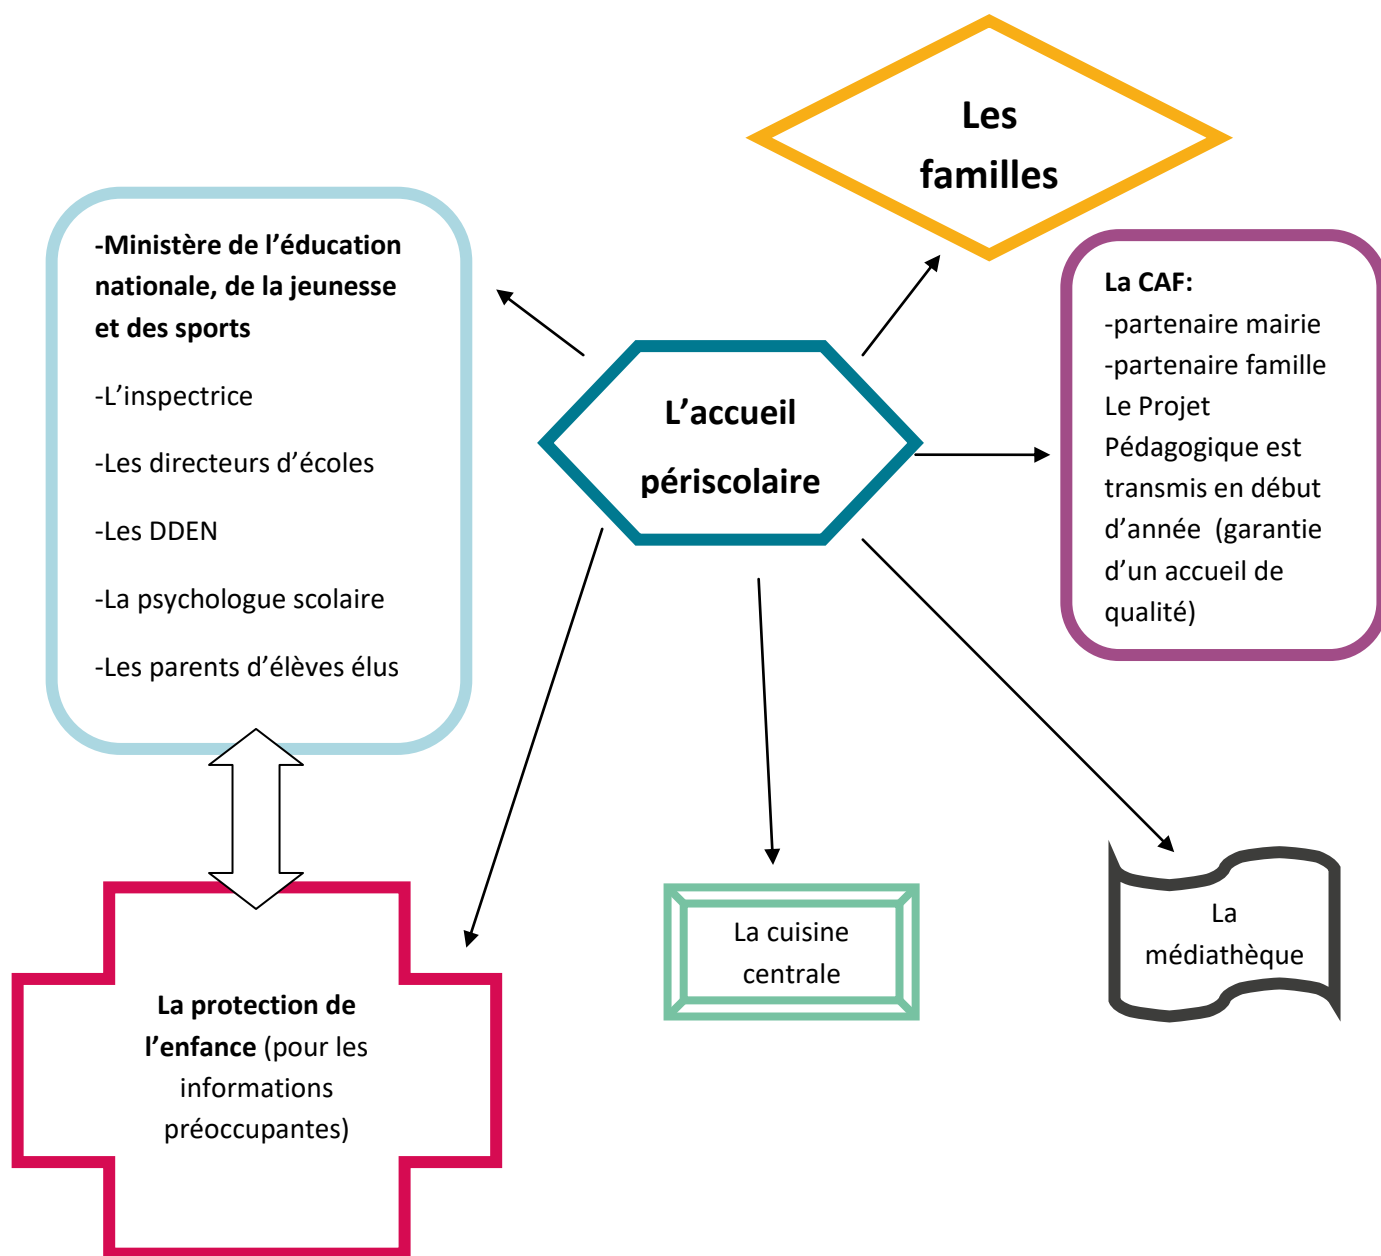 Les
familles
-Ministère de l’éducation
nationale, de la jeunesse
et des sports
-L’inspectrice
-Les directeurs d’écoles
-Les DDEN
-La psychologue scolaire
-Les parents d’élèves élus
La CAF:
-partenaire mairie
-partenaire famille
Le Projet
Pédagogique est
transmis en début
d’année  (garantie
d’un accueil de
qualité)
L’accueil
périscolaire
La cuisine
centrale
La
médiathèque
La protection de
l’enfance (pour les
informations
préoccupantes)